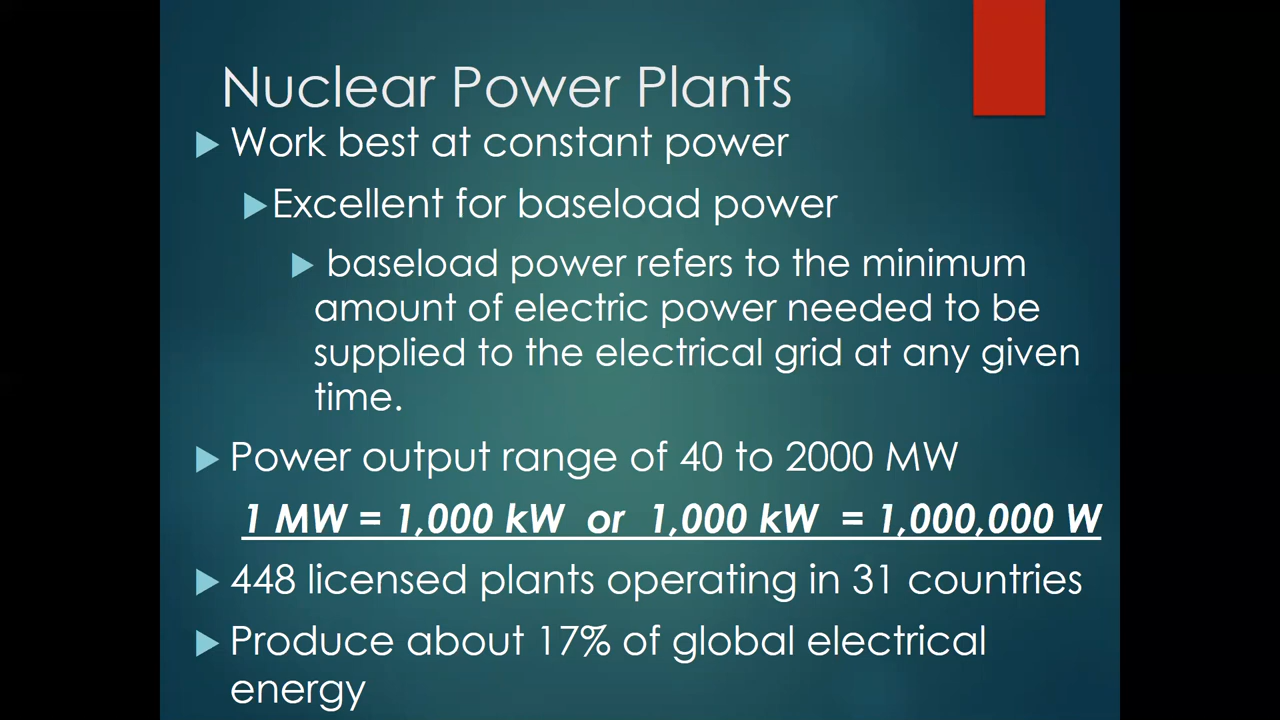 Nuclear Power Plants
Work best at constant power
Excellent for baseload power
baseload power refers to the minimum
amount of electric power needed to be
supplied to the electrical grid at any given
time.
Power output range of 40 to 2000 MW
1 MW = 1,000 kW or 1,000 kW = 1,000,000 W
448 licensed plants operating in 31 countries
Produce about 17% of global electrical
energy